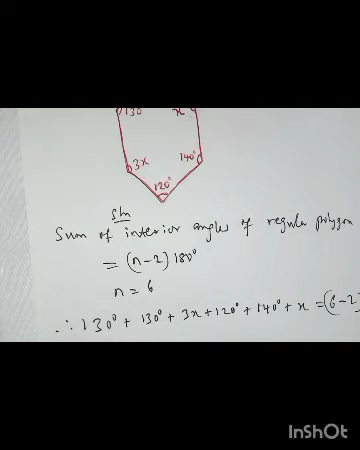 130° x
3x 140°
120°
Sln
Sum of interior angles of regular polygon
= (n-2) 180°
n = 6
∴ 130° + 130° + 3x + 120° + 140° + x = (6-2)
InShOt